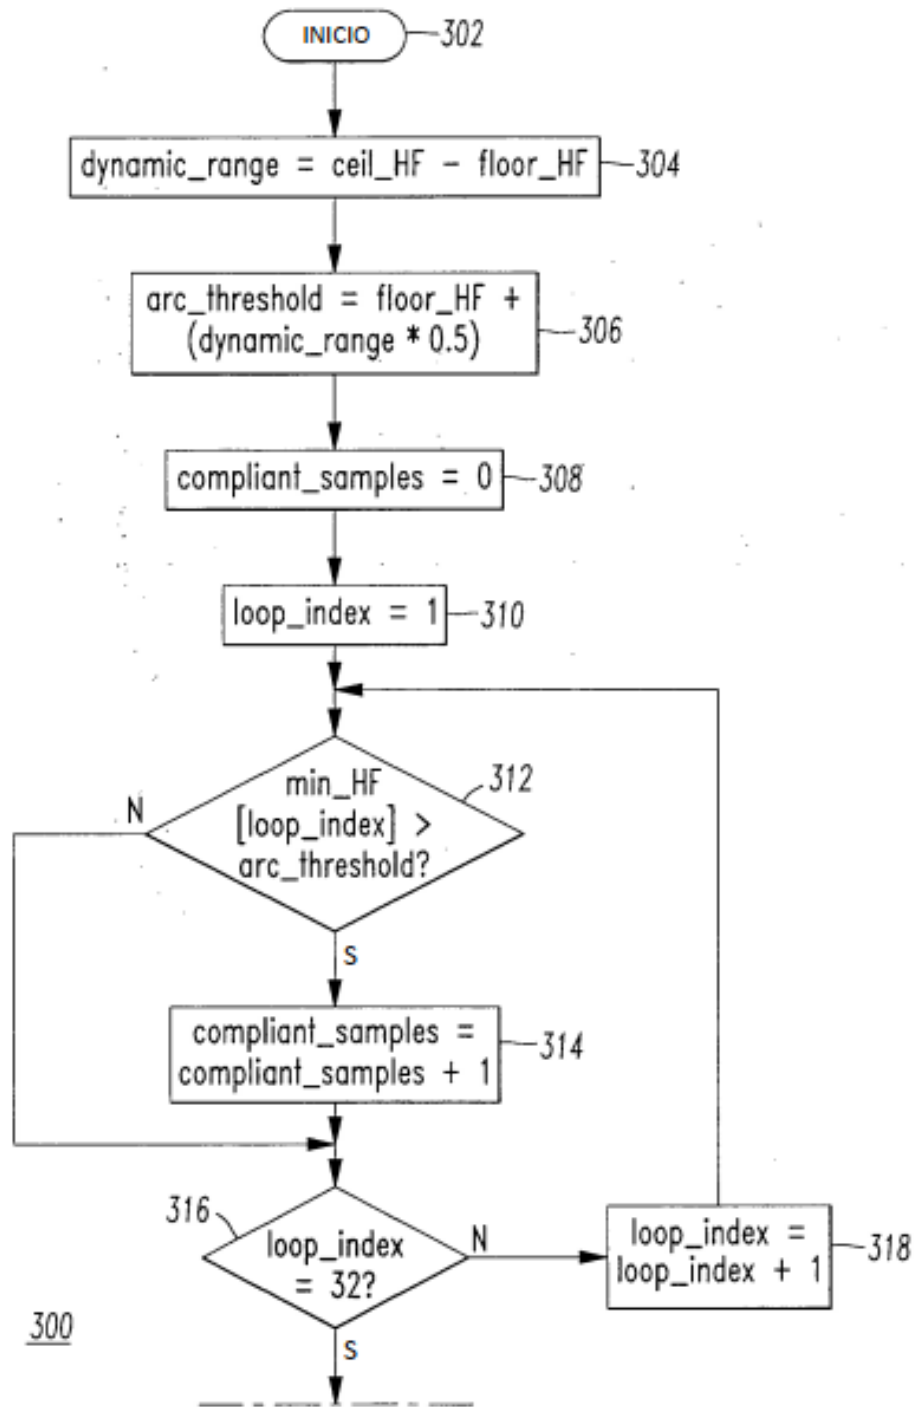 INICIO
302
dynamic_range = ceil_HF - floor_HF
304
arc_threshold = floor_HF +
(dynamic_range * 0.5)
306
compliant_samples = 0
308
loop_index = 1
310
min_HF
[loop_index] >
arc_threshold?
312
N
S
compliant_samples =
compliant_samples + 1
314
316
loop_index
= 32?
N
loop_index =
loop_index + 1
318
300
S